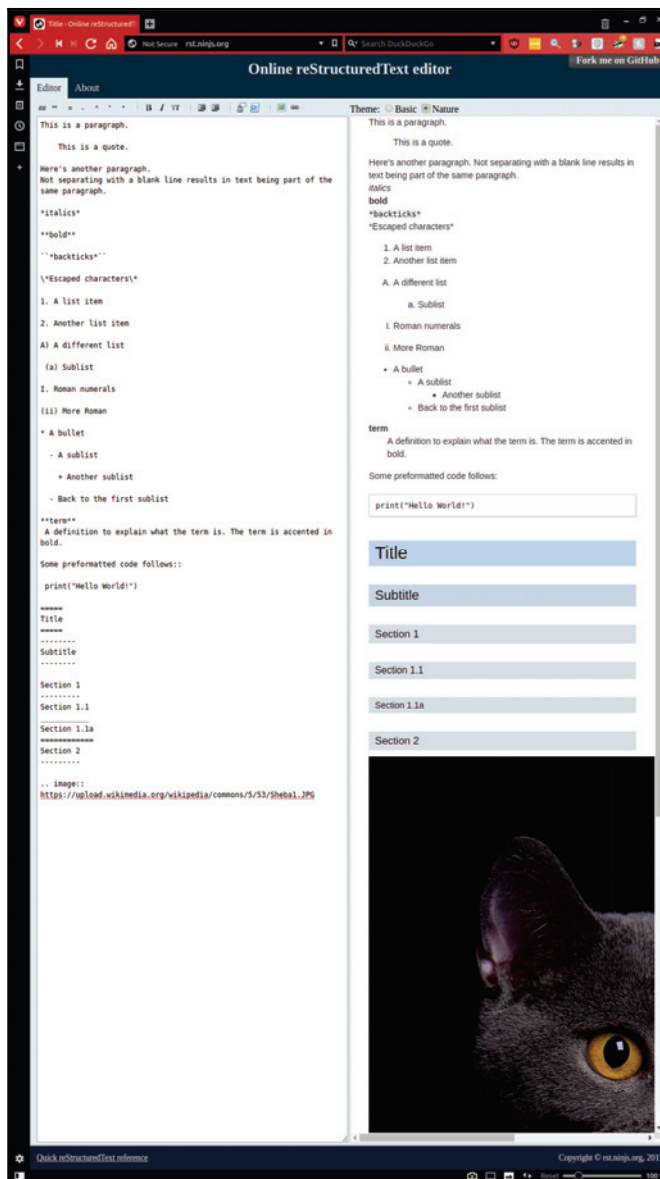 Title - Online reStructuredT
Not Secure rst.ninjs.org
Search DuckDuckGo
Online reStructuredText editor
Fork me on GitHub
Editor About
B I TT
Theme: Basic Nature
This is a paragraph.
This is a quote.
Here's another paragraph.
Not separating with a blank line results in text being part of the
same paragraph.
*italics*
**bold**
``*backticks*``
\*Escaped characters\*
1. A list item
2. Another list item
A) A different list
(a) Sublist
I. Roman numerals
(ii) More Roman
* A bullet
- A sublist
+ Another sublist
- Back to the first sublist
**term**
A definition to explain what the term is. The term is accented in
bold.
Some preformatted code follows::
print("Hello World!")
=====
Title
=====
--------
Subtitle
--------
Section 1
---------
Section 1.1
___________
Section 1.1a
============
Section 2
---------
.. image::
https://upload.wikimedia.org/wikipedia/commons/5/53/Sheba1.JPG
This is a paragraph.
This is a quote.
Here's another paragraph. Not separating with a blank line results in
text being part of the same paragraph.
italics
bold
*backticks*
*Escaped characters*
1. A list item
2. Another list item
A. A different list
a. Sublist
I. Roman numerals
ii. More Roman
• A bullet
○ A sublist
▪ Another sublist
○ Back to the first sublist
term
A definition to explain what the term is. The term is accented in
bold.
Some preformatted code follows:
print("Hello World!")
Title
Subtitle
Section 1
Section 1.1
Section 1.1a
Section 2
Quick reStructuredText reference
Copyright © rst.ninjs.org, 201
Reset
100